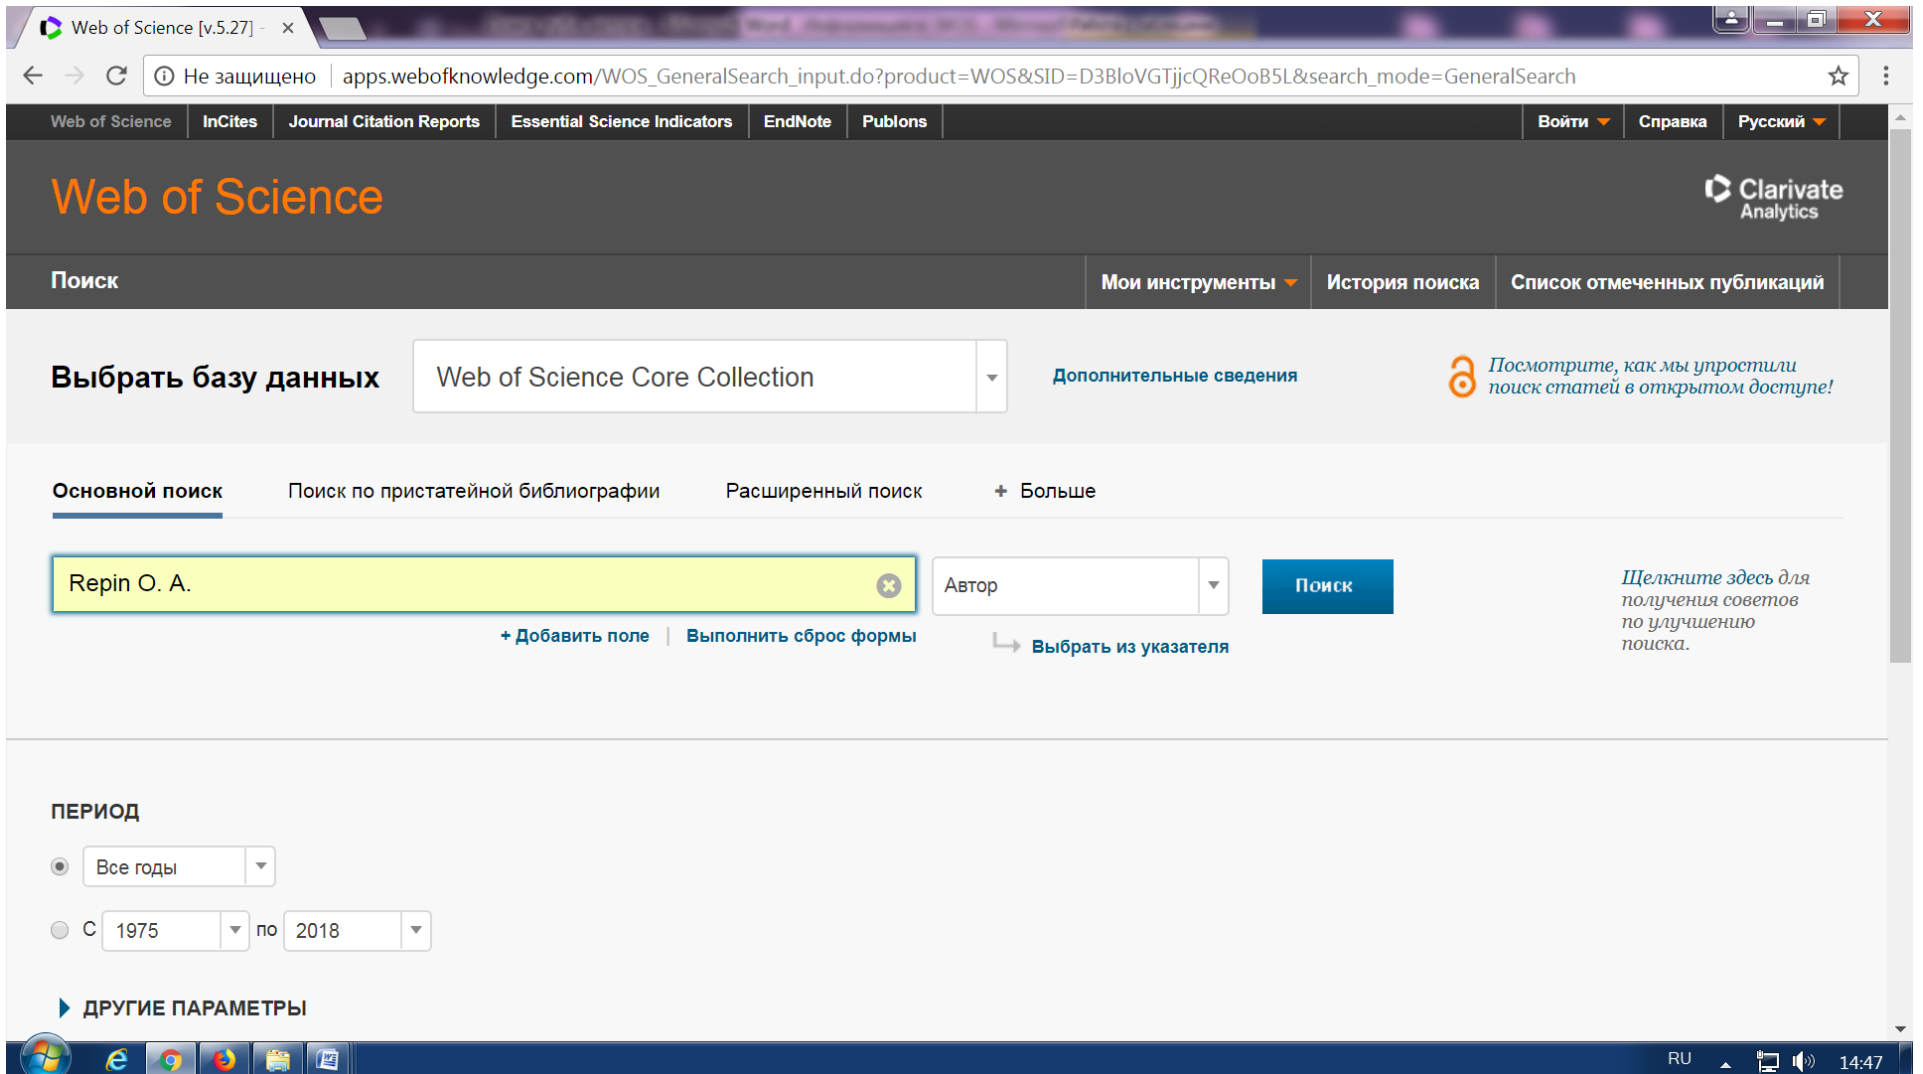 Web of Science [v.5.27] -
Не защищено apps.webofknowledge.com/WOS_GeneralSearch_input.do?product=WOS&SID=D3BloVGTjjcQReOoB5L&search_mode=GeneralSearch
Web of Science InCites Journal Citation Reports Essential Science Indicators EndNote Publons Войти Справка Русский
Web of Science
Clarivate
Analytics
Поиск Мои инструменты История поиска Список отмеченных публикаций
Выбрать базу данных Web of Science Core Collection Дополнительные сведения
Посмотрите, как мы упростили
поиск статей в открытом доступе!
Основной поиск Поиск по пристатейной библиографии Расширенный поиск + Больше
Repin O. A. Автор Поиск
+ Добавить поле | Выполнить сброс формы Выбрать из указателя
Щелкните здесь для
получения советов
по улучшению
поиска.
ПЕРИОД
Все годы
С 1975 по 2018
ДРУГИЕ ПАРАМЕТРЫ
RU 14:47